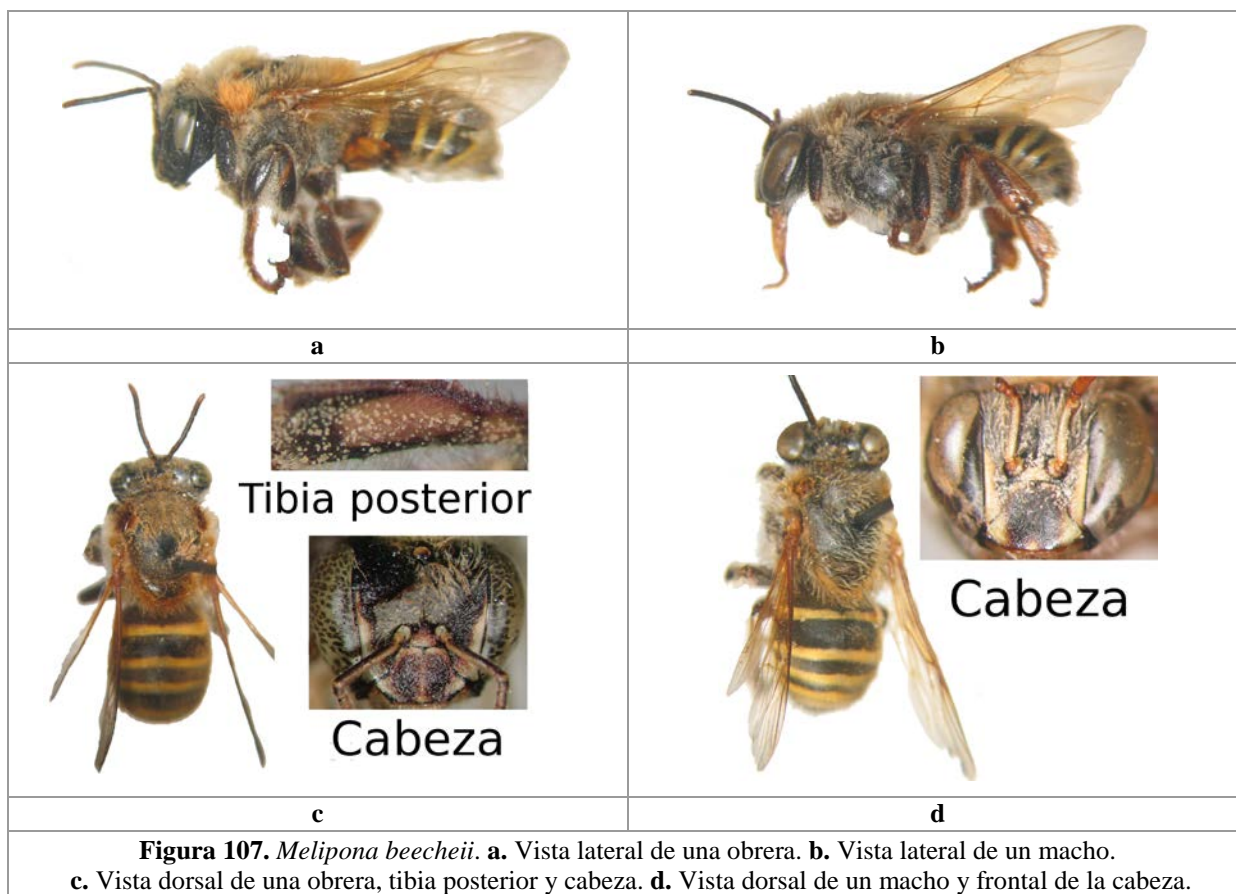 a
b
Tibia posterior
Cabeza
Cabeza
c
d
Figura 107. Melipona beecheii. a. Vista lateral de una obrera. b. Vista lateral de un macho.
c. Vista dorsal de una obrera, tibia posterior y cabeza. d. Vista dorsal de un macho y frontal de la cabeza.